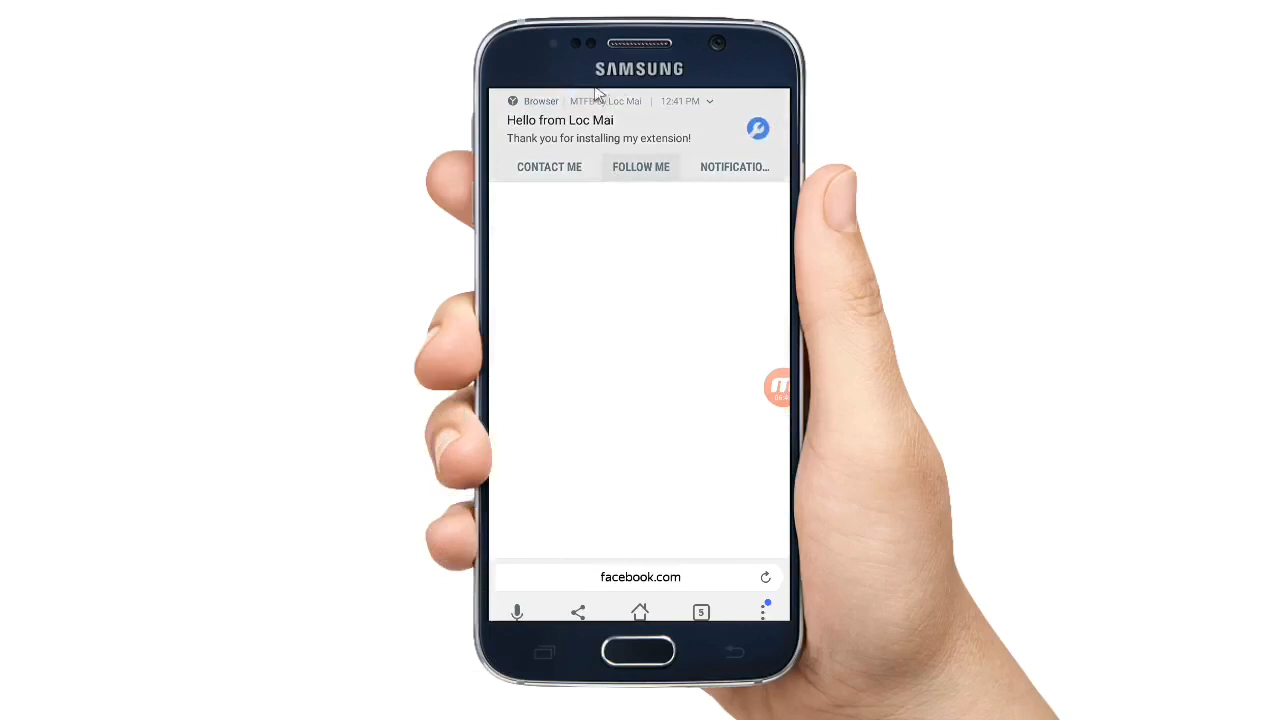 SAMSUNG
Browser MTFB by Loc Mai | 12:41 PM
Hello from Loc Mai
Thank you for installing my extension!
CONTACT ME FOLLOW ME NOTIFICATIO...
facebook.com
5